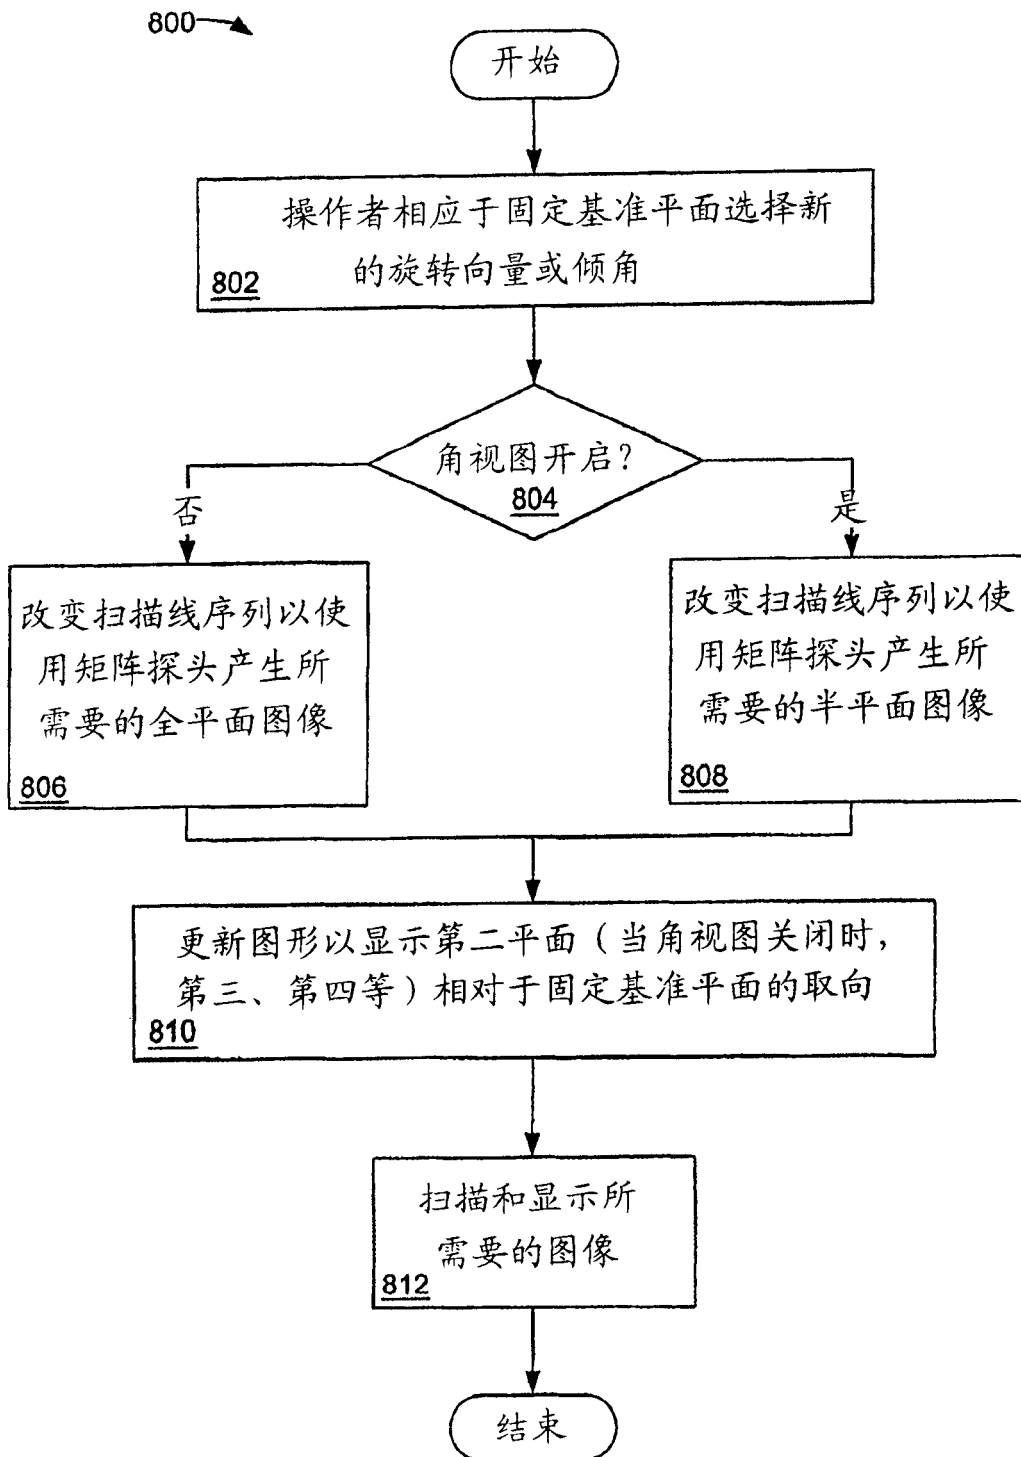 800
开始
操作者相应于固定基准平面选择新
的旋转向量或倾角
802
角视图开启?
804
否
是
改变扫描线序列以使
用矩阵探头产生所
需要的全平面图像
806
改变扫描线序列以使
用矩阵探头产生所
需要的半平面图像
808
更新图形以显示第二平面（当角视图关闭时，
第三、第四等）相对于固定基准平面的取向
810
扫描和显示所
需要的图像
812
结束